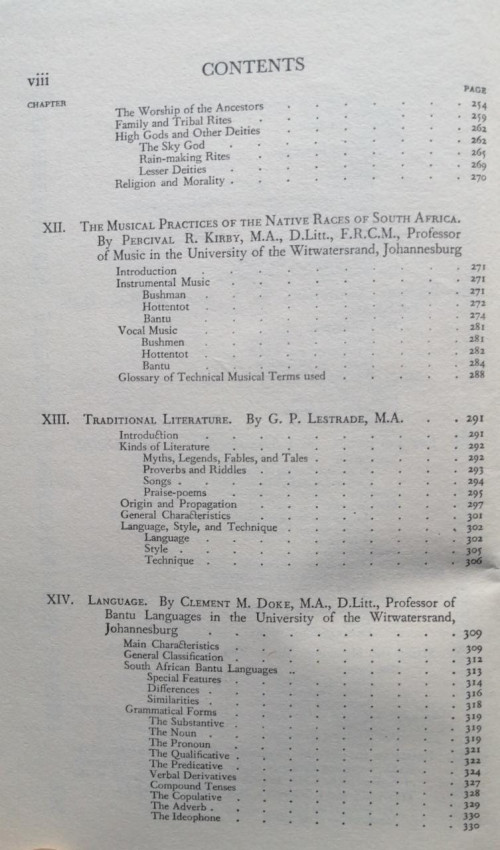 viii
CONTENTS
CHAPTER PAGE
The Worship of the Ancestors . . . . . . . 254
Family and Tribal Rites . . . . . . . 259
High Gods and Other Deities . . . . . . . 262
The Sky God . . . . . . . 262
Rain-making Rites . . . . . . . 265
Lesser Deities . . . . . . . 269
Religion and Morality . . . . . . . 270
XII. THE MUSICAL PRACTICES OF THE NATIVE RACES OF SOUTH AFRICA.
By PERCIVAL R. KIRBY, M.A., D.Litt., F.R.C.M., Professor
of Music in the University of the Witwatersrand, Johannesburg
Introduction . . . . . . . 271
Instrumental Music . . . . . . . 271
Bushman . . . . . . . 271
Hottentot . . . . . . . 272
Bantu . . . . . . . 274
Vocal Music . . . . . . . 281
Bushmen . . . . . . . 281
Hottentot . . . . . . . 282
Bantu . . . . . . . 284
Glossary of Technical Musical Terms used . . . . . 288
XIII. TRADITIONAL LITERATURE. By G. P. LESTRADE, M.A. . . 291
Introduction . . . . . . . 291
Kinds of Literature . . . . . . . 292
Myths, Legends, Fables, and Tales . . . . . 292
Proverbs and Riddles . . . . . . . 293
Songs . . . . . . . 294
Praise-poems . . . . . . . 295
Origin and Propagation . . . . . . . 297
General Characteristics . . . . . . . 301
Language, Style, and Technique . . . . . . 302
Language . . . . . . . 302
Style . . . . . . . 305
Technique . . . . . . . 306
XIV. LANGUAGE. By CLEMENT M. DOKE, M.A., D.Litt., Professor of
Bantu Languages in the University of the Witwatersrand,
Johannesburg . . . . . . . 309
Main Characteristics . . . . . . . 309
General Classification . . . . . . . 312
South African Bantu Languages . . . . . . 313
Special Features . . . . . . . 314
Differences . . . . . . . 316
Similarities . . . . . . . 318
Grammatical Forms . . . . . . . 319
The Substantive . . . . . . . 319
The Noun . . . . . . . 319
The Pronoun . . . . . . . 321
The Qualificative . . . . . . . 322
The Predicative . . . . . . . 324
Verbal Derivatives . . . . . . . 327
Compound Tenses . . . . . . . 328
The Copulative . . . . . . . 329
The Adverb . . . . . . . 330
The Ideophone . . . . . . . 330